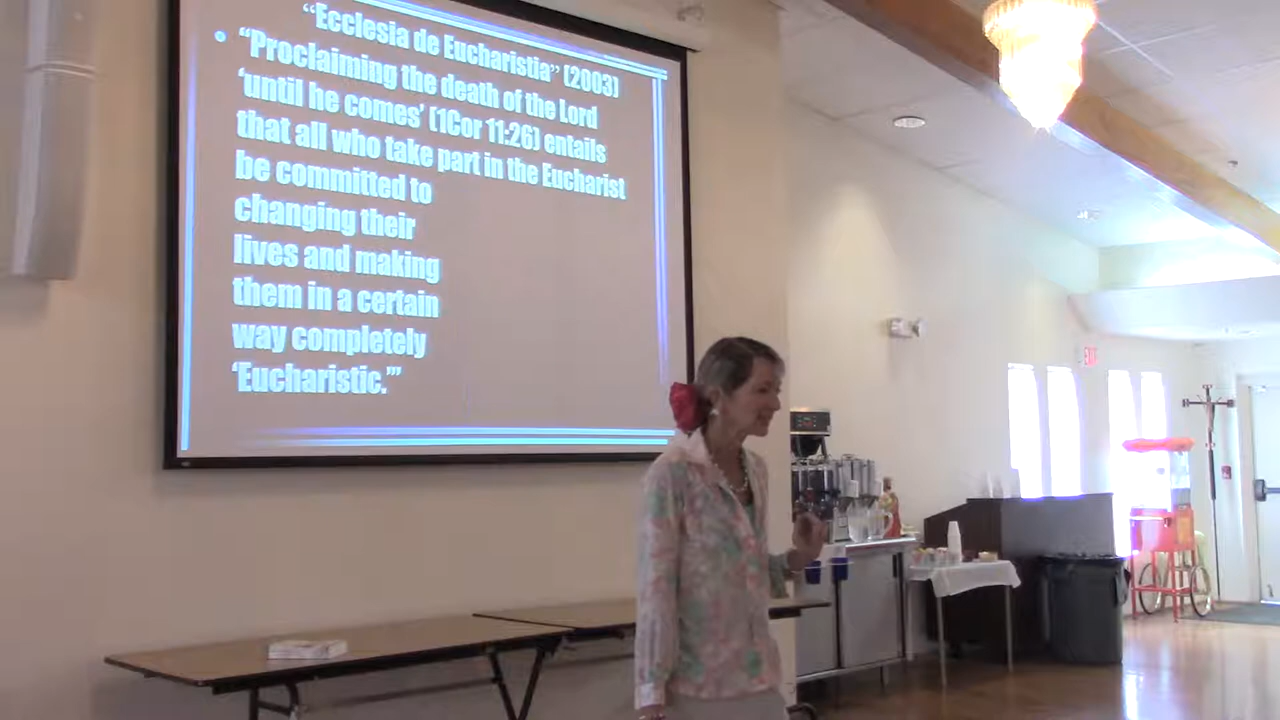 “Ecclesia de Eucharistia” (2003)
• “Proclaiming the death of the Lord
‘until he comes’ (1Cor 11:26) entails
that all who take part in the Eucharist
be committed to
changing their
lives and making
them in a certain
way completely
‘Eucharistic.’”
EXIT